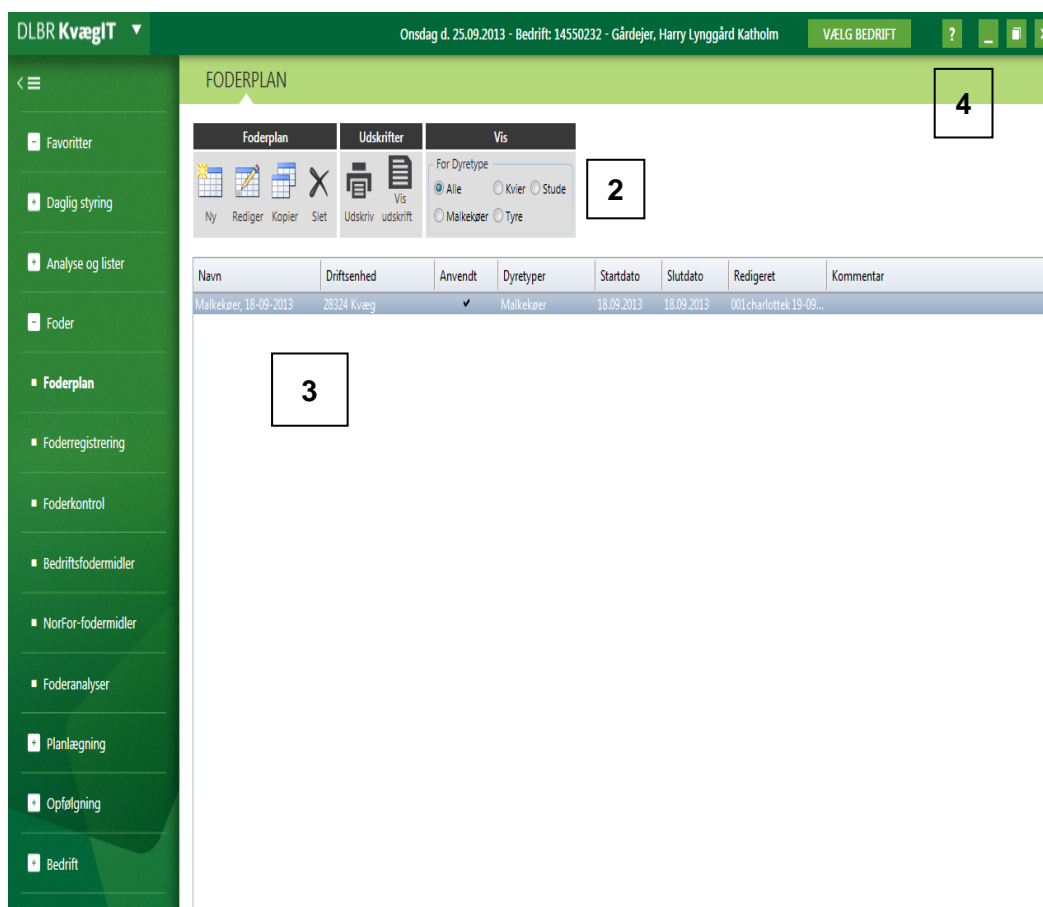 DLBR KvægIT ▼
Onsdag d. 25.09.2013 - Bedrift: 14550232 - Gårdejer, Harry Lynggård Katholm
VÆLG BEDRIFT
?
FODERPLAN
4
Favoritter
Daglig styring
Analyse og lister
Foder
Foderplan
Foderregistrering
Foderkontrol
Bedriftsfodermidler
NorFor-fodermidler
Foderanalyser
Planlægning
Opfølgning
Bedrift
Foderplan Udskrifter Vis
Ny Rediger Kopier Slet
Udskriv Vis udskrift
For Dyretype
Alle Kvier Stude
Malkekøer Tyre
2
Navn Driftsenhed Anvendt Dyretyper Startdato Slutdato Redigeret Kommentar
Malkekøer, 18-09-2013 28324 Kvæg ✔ Malkekøer 18.09.2013 18.09.2013 001charlottek 19-09...
3